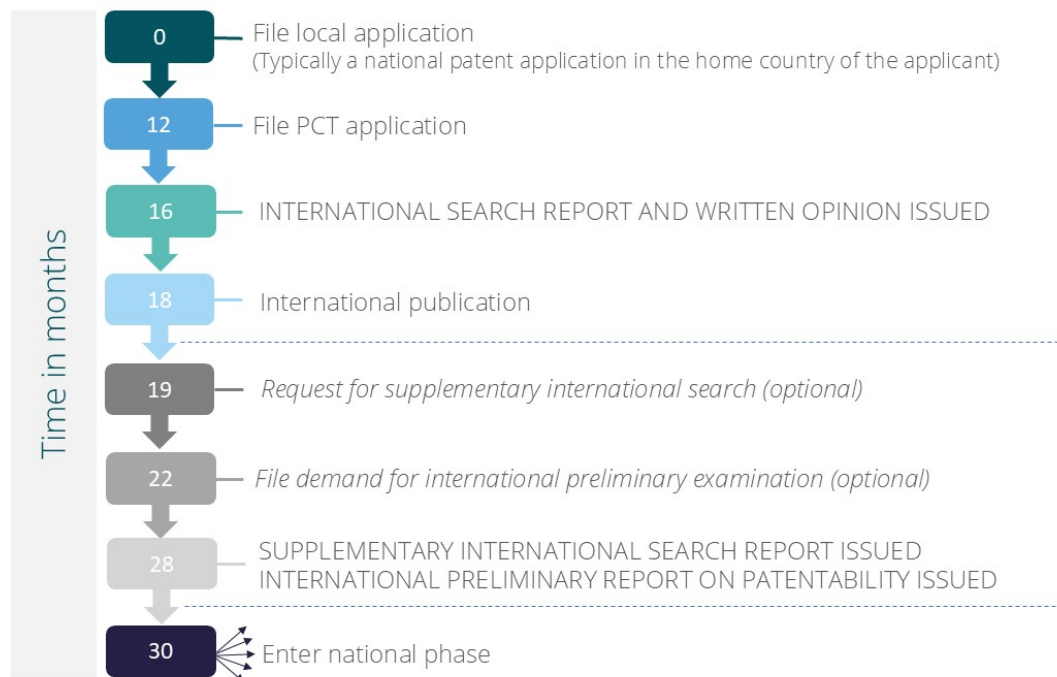 Time in months
0
File local application
(Typically a national patent application in the home country of the applicant)
12
File PCT application
16
INTERNATIONAL SEARCH REPORT AND WRITTEN OPINION ISSUED
18
International publication
19
Request for supplementary international search (optional)
22
File demand for international preliminary examination (optional)
28
SUPPLEMENTARY INTERNATIONAL SEARCH REPORT ISSUED
INTERNATIONAL PRELIMINARY REPORT ON PATENTABILITY ISSUED
30
Enter national phase